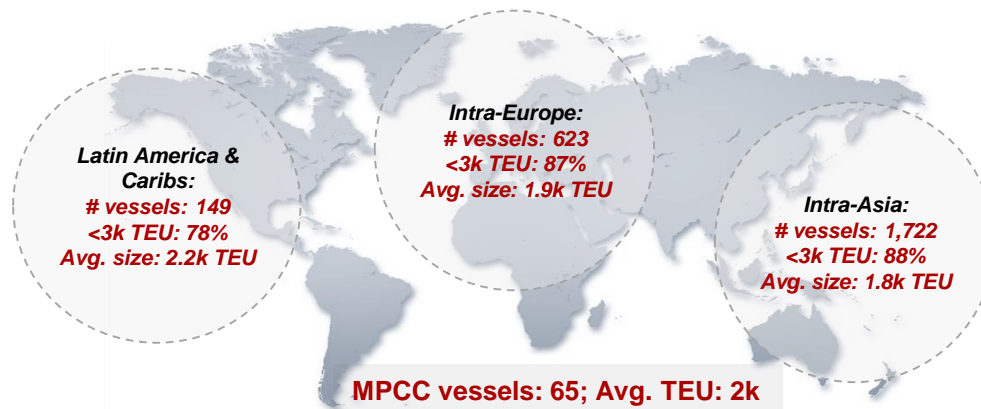 Latin America &
Caribs:
# vessels: 149
<3k TEU: 78%
Avg. size: 2.2k TEU
Intra-Europe:
# vessels: 623
<3k TEU: 87%
Avg. size: 1.9k TEU
Intra-Asia:
# vessels: 1,722
<3k TEU: 88%
Avg. size: 1.8k TEU
MPCC vessels: 65; Avg. TEU: 2k